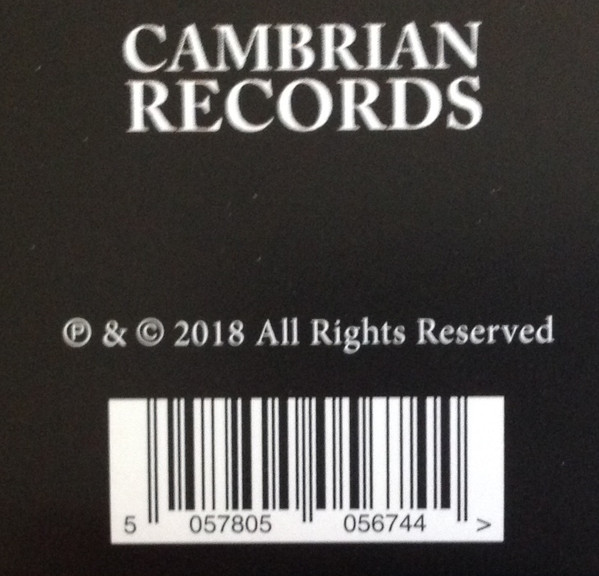 CAMBRIAN
RECORDS
℗ & © 2018 All Rights Reserved
5 057805 056744 >